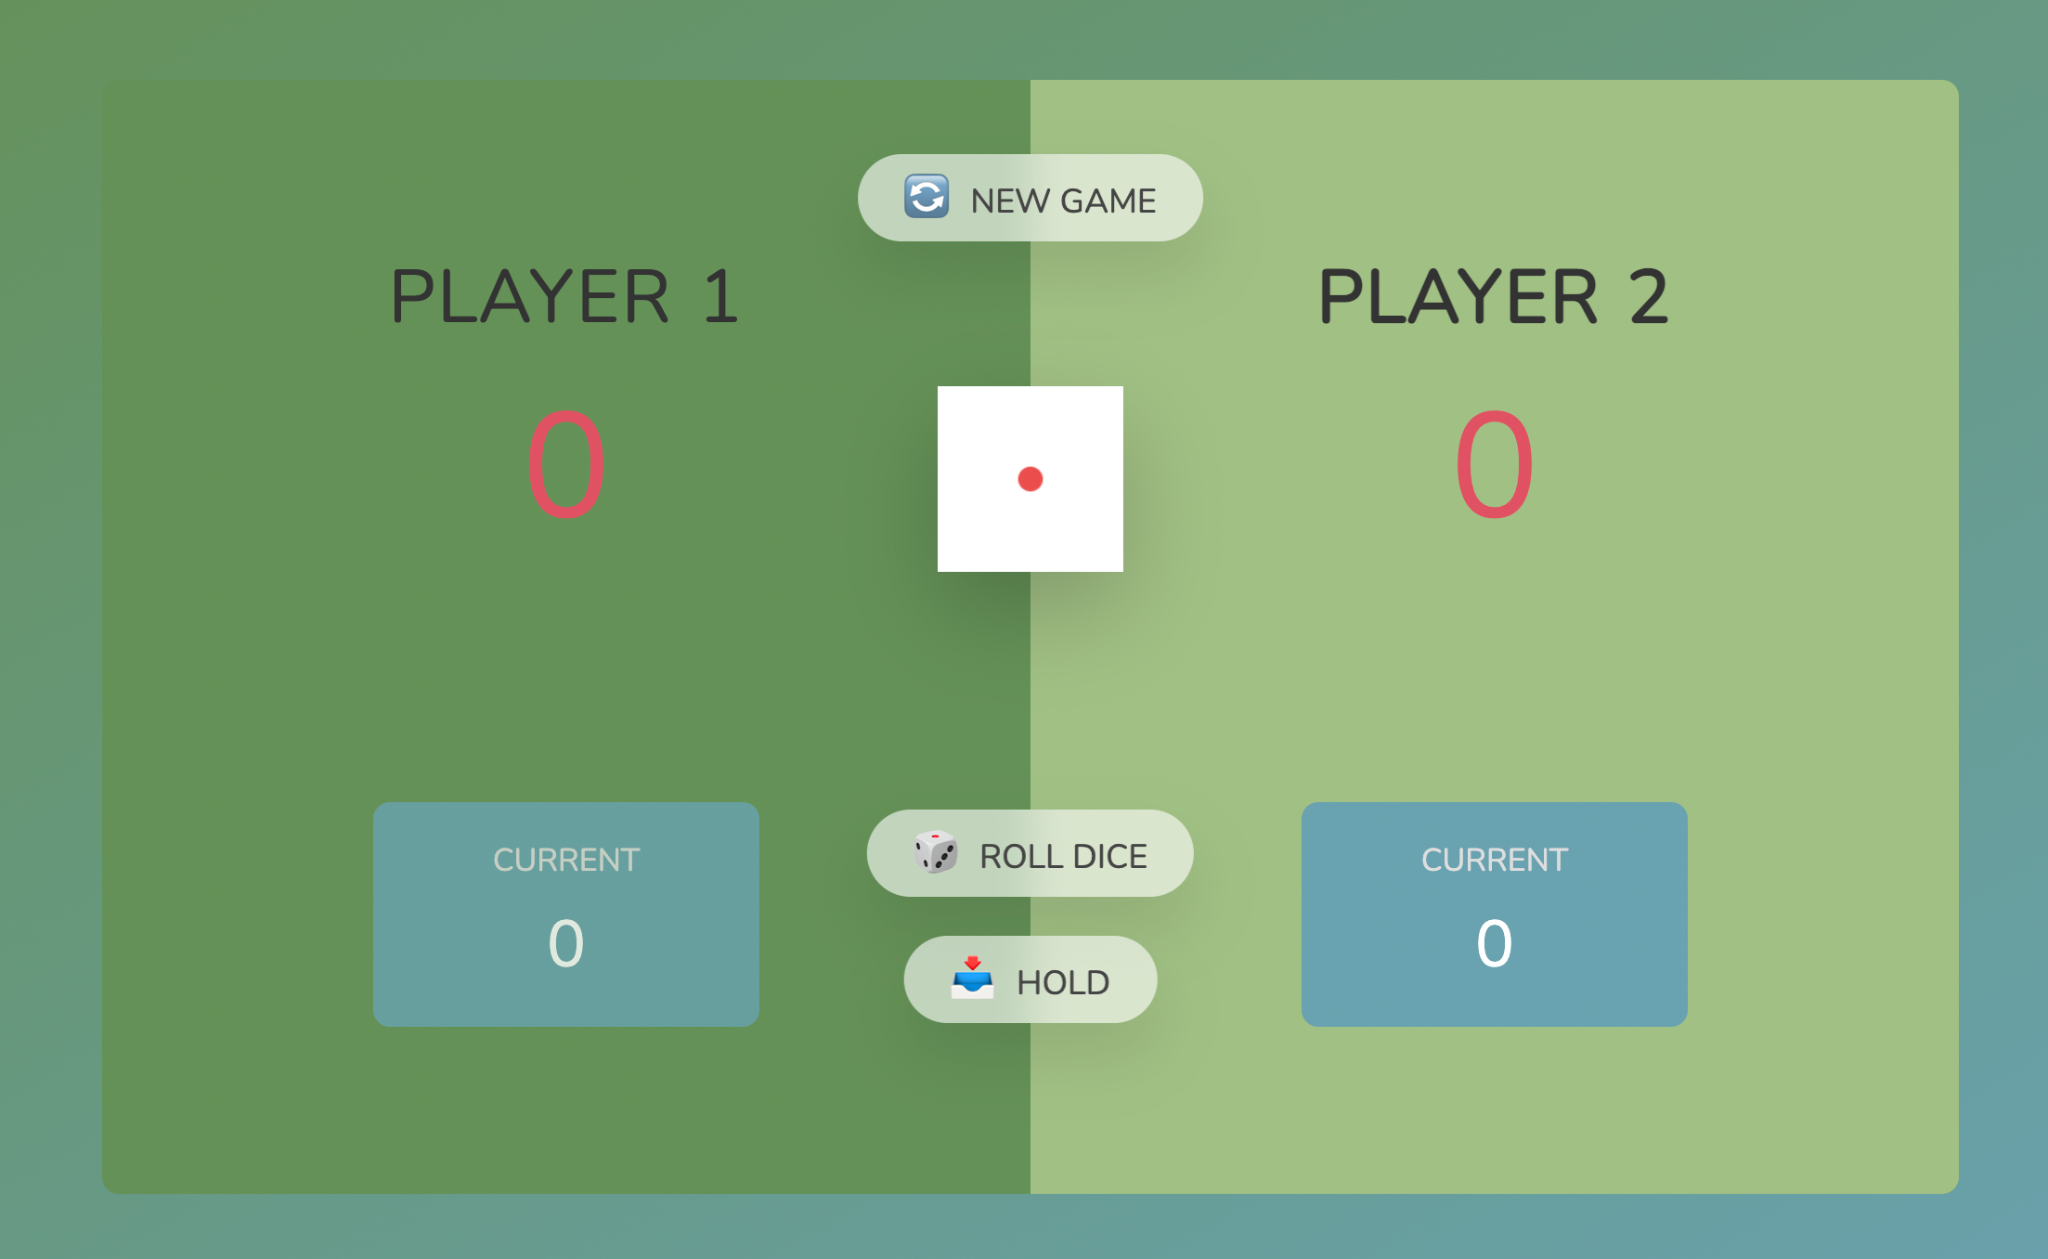 NEW GAME
PLAYER 1
0
PLAYER 2
0
CURRENT
0
ROLL DICE
HOLD
CURRENT
0